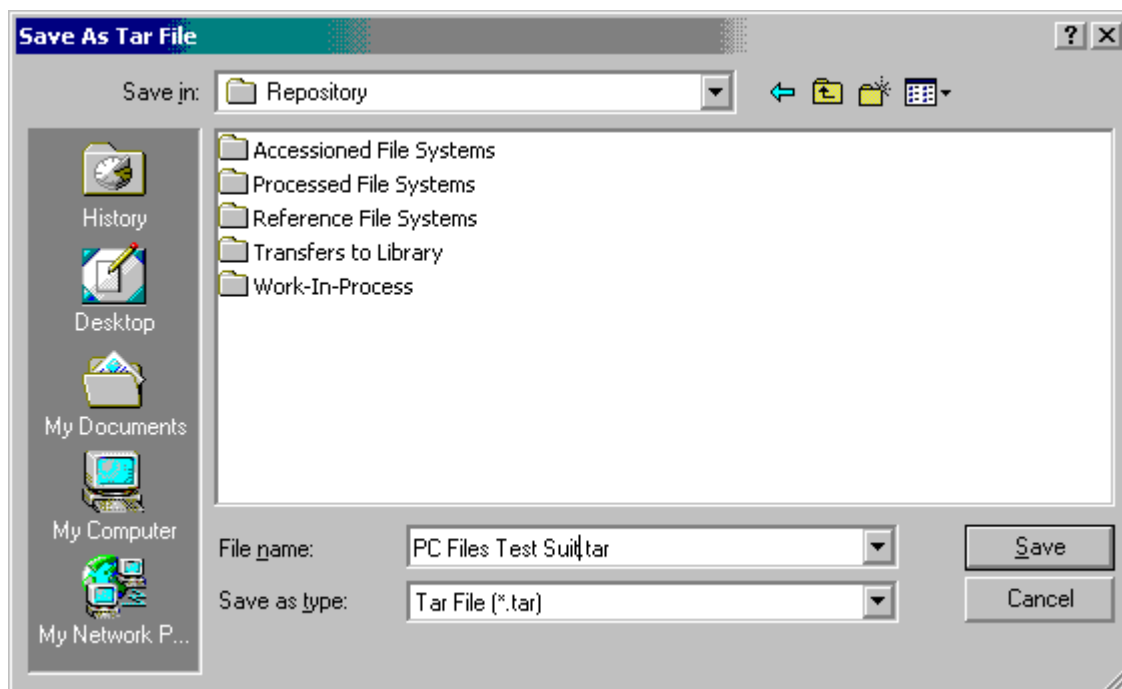 Save As Tar File
Save in: Repository
Accessioned File Systems
Processed File Systems
Reference File Systems
Transfers to Library
Work-In-Process
History
Desktop
My Documents
My Computer
My Network P...
File name: PC Files Test Suit.tar Save
Save as type: Tar File (*.tar) Cancel